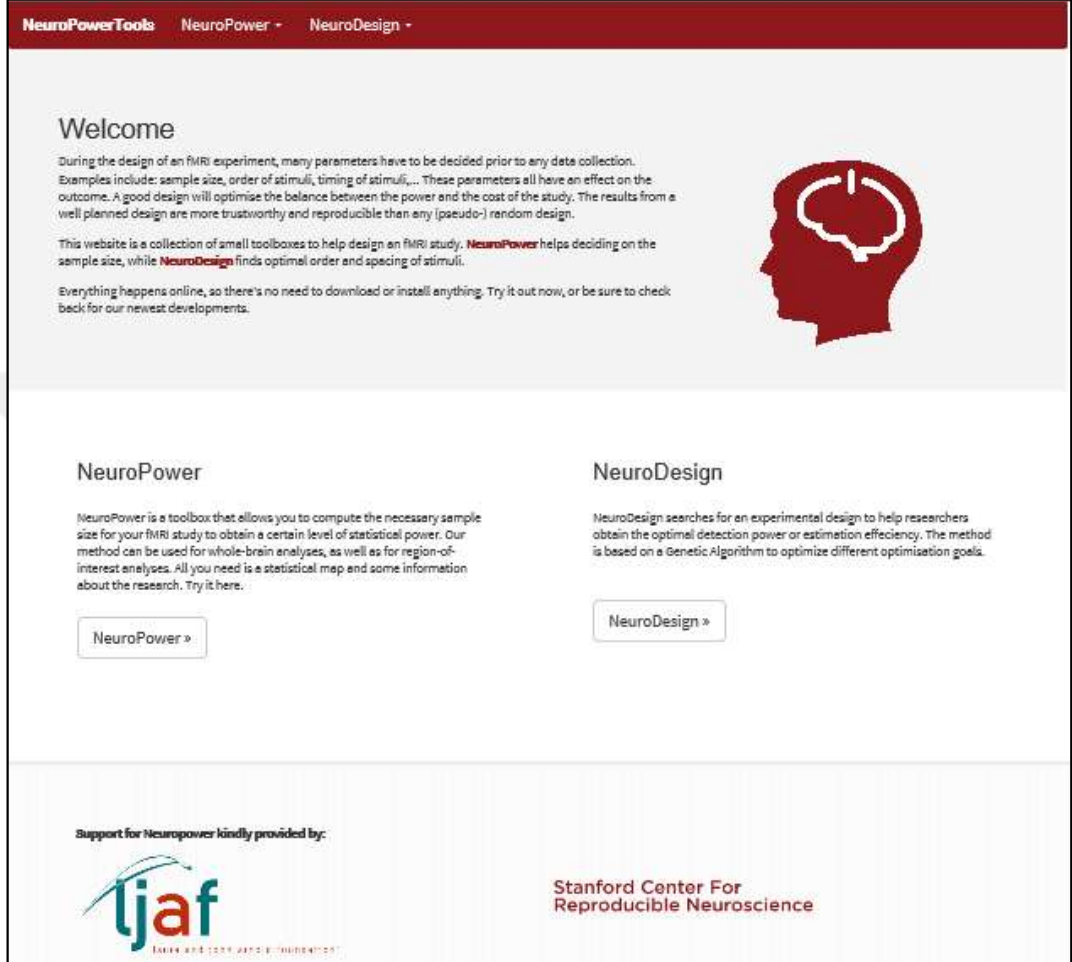 NeuroPowerTools NeuroPower NeuroDesign
Welcome
During the design of an fMRI experiment, many parameters have to be decided prior to any data collection.
Examples include: sample size, order of stimuli, timing of stimuli,... These parameters all have an effect on the
outcome. A good design will optimise the balance between the power and the cost of the study. The results from a
well planned design are more trustworthy and reproducible than any (pseudo-) random design.
This website is a collection of small toolboxes to help design an fMRI study. NeuroPower helps deciding on the
sample size, while NeuroDesign finds optimal order and spacing of stimuli.
Everything happens online, so there's no need to download or install anything. Try it out now, or be sure to check
back for our newest developments.
NeuroPower
NeuroPower is a toolbox that allows you to compute the necessary sample
size for your fMRI study to obtain a certain level of statistical power. Our
method can be used for whole-brain analyses, as well as for region-of-
interest analyses. All you need is a statistical map and some information
about the research. Try it here.
NeuroPower »
NeuroDesign
NeuroDesign searches for an experimental design to help researchers
obtain the optimal detection power or estimation effeciency. The method
is based on a Genetic Algorithm to optimize different optimisation goals.
NeuroDesign »
Support for Neuropower kindly provided by:
ljaf
laura and john arnold foundation
Stanford Center For
Reproducible Neuroscience